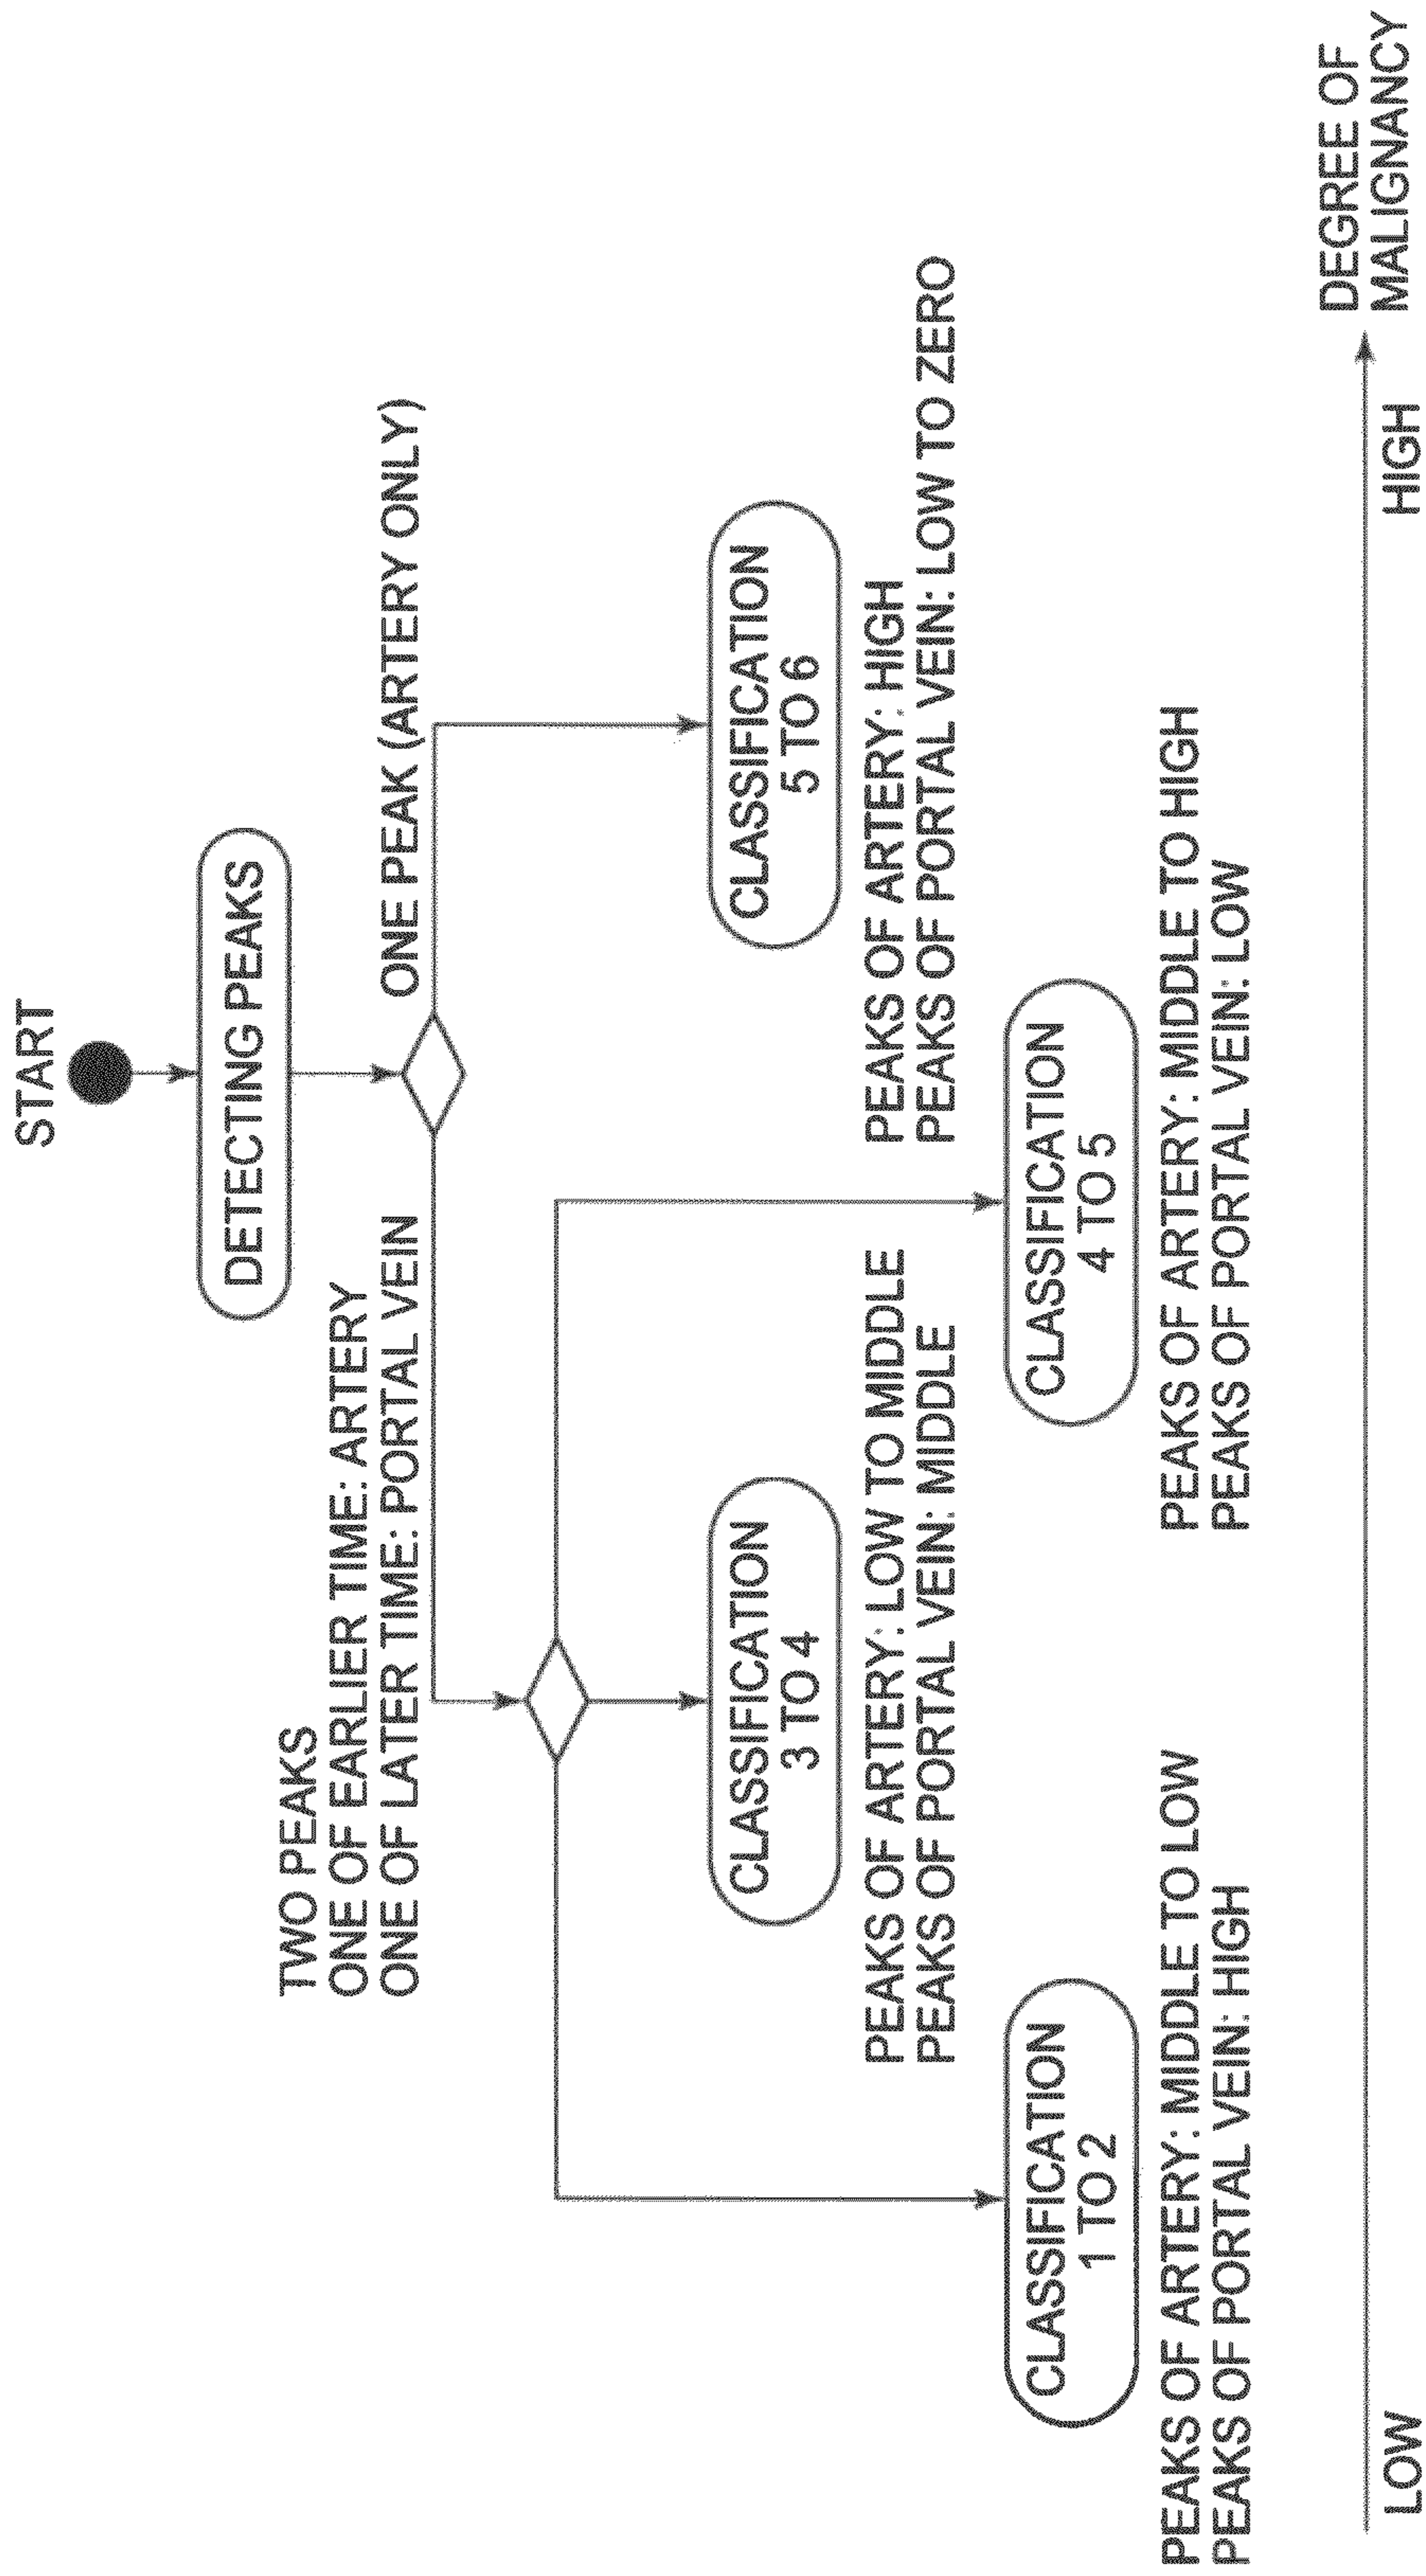 START
DETECTING PEAKS
TWO PEAKS
ONE OF EARLIER TIME: ARTERY
ONE OF LATER TIME: PORTAL VEIN
ONE PEAK (ARTERY ONLY)
CLASSIFICATION
3 TO 4
PEAKS OF ARTERY: LOW TO MIDDLE
PEAKS OF PORTAL VEIN: MIDDLE
CLASSIFICATION
5 TO 6
PEAKS OF ARTERY: HIGH
PEAKS OF PORTAL VEIN: LOW TO ZERO
CLASSIFICATION
1 TO 2
PEAKS OF ARTERY: MIDDLE TO LOW
PEAKS OF PORTAL VEIN: HIGH
CLASSIFICATION
4 TO 5
PEAKS OF ARTERY: MIDDLE TO HIGH
PEAKS OF PORTAL VEIN: LOW
DEGREE OF
MALIGNANCY
LOW
HIGH